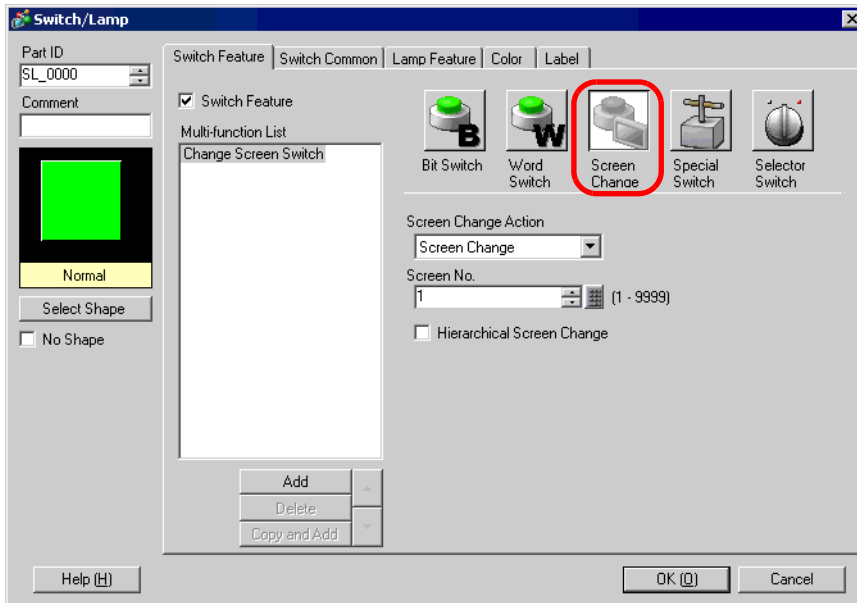 Switch/Lamp
Part ID
SL_0000
Comment
Normal
Select Shape
No Shape
Switch Feature
Switch Common
Lamp Feature
Color
Label
Switch Feature
Multi-function List
Change Screen Switch
Add
Delete
Copy and Add
B
Bit Switch
W
Word
Switch
Screen
Change
Special
Switch
Selector
Switch
Screen Change Action
Screen Change
Screen No.
1
(1 - 9999)
Hierarchical Screen Change
Help (H)
OK (O)
Cancel